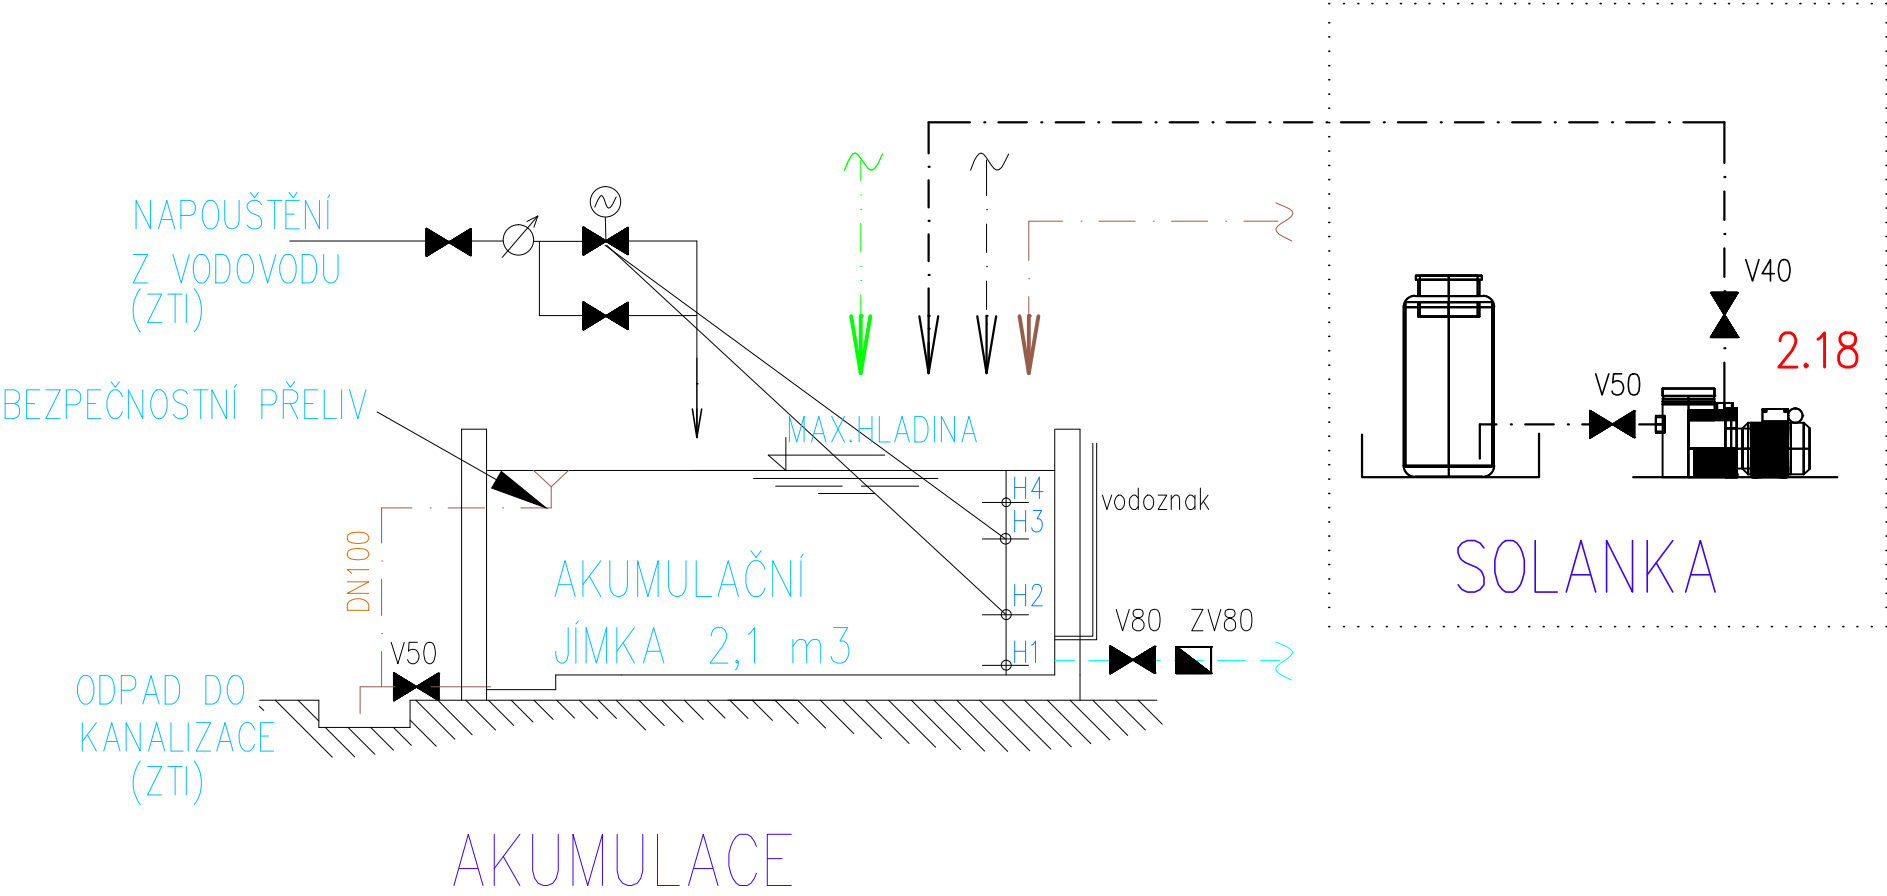 NAPOUŠTĚNÍ
Z VODOVODU
(ZTI)
V40
2.18
V50
BEZPEČNOSTNÍ PŘELIV
MAX.HLADINA
H4
vodoznak
H3
DN100
AKUMULAČNÍ
JÍMKA 2,1 m3
H2
H1
V80 ZV80
SOLANKA
V50
ODPAD DO
KANALIZACE
(ZTI)
AKUMULACE